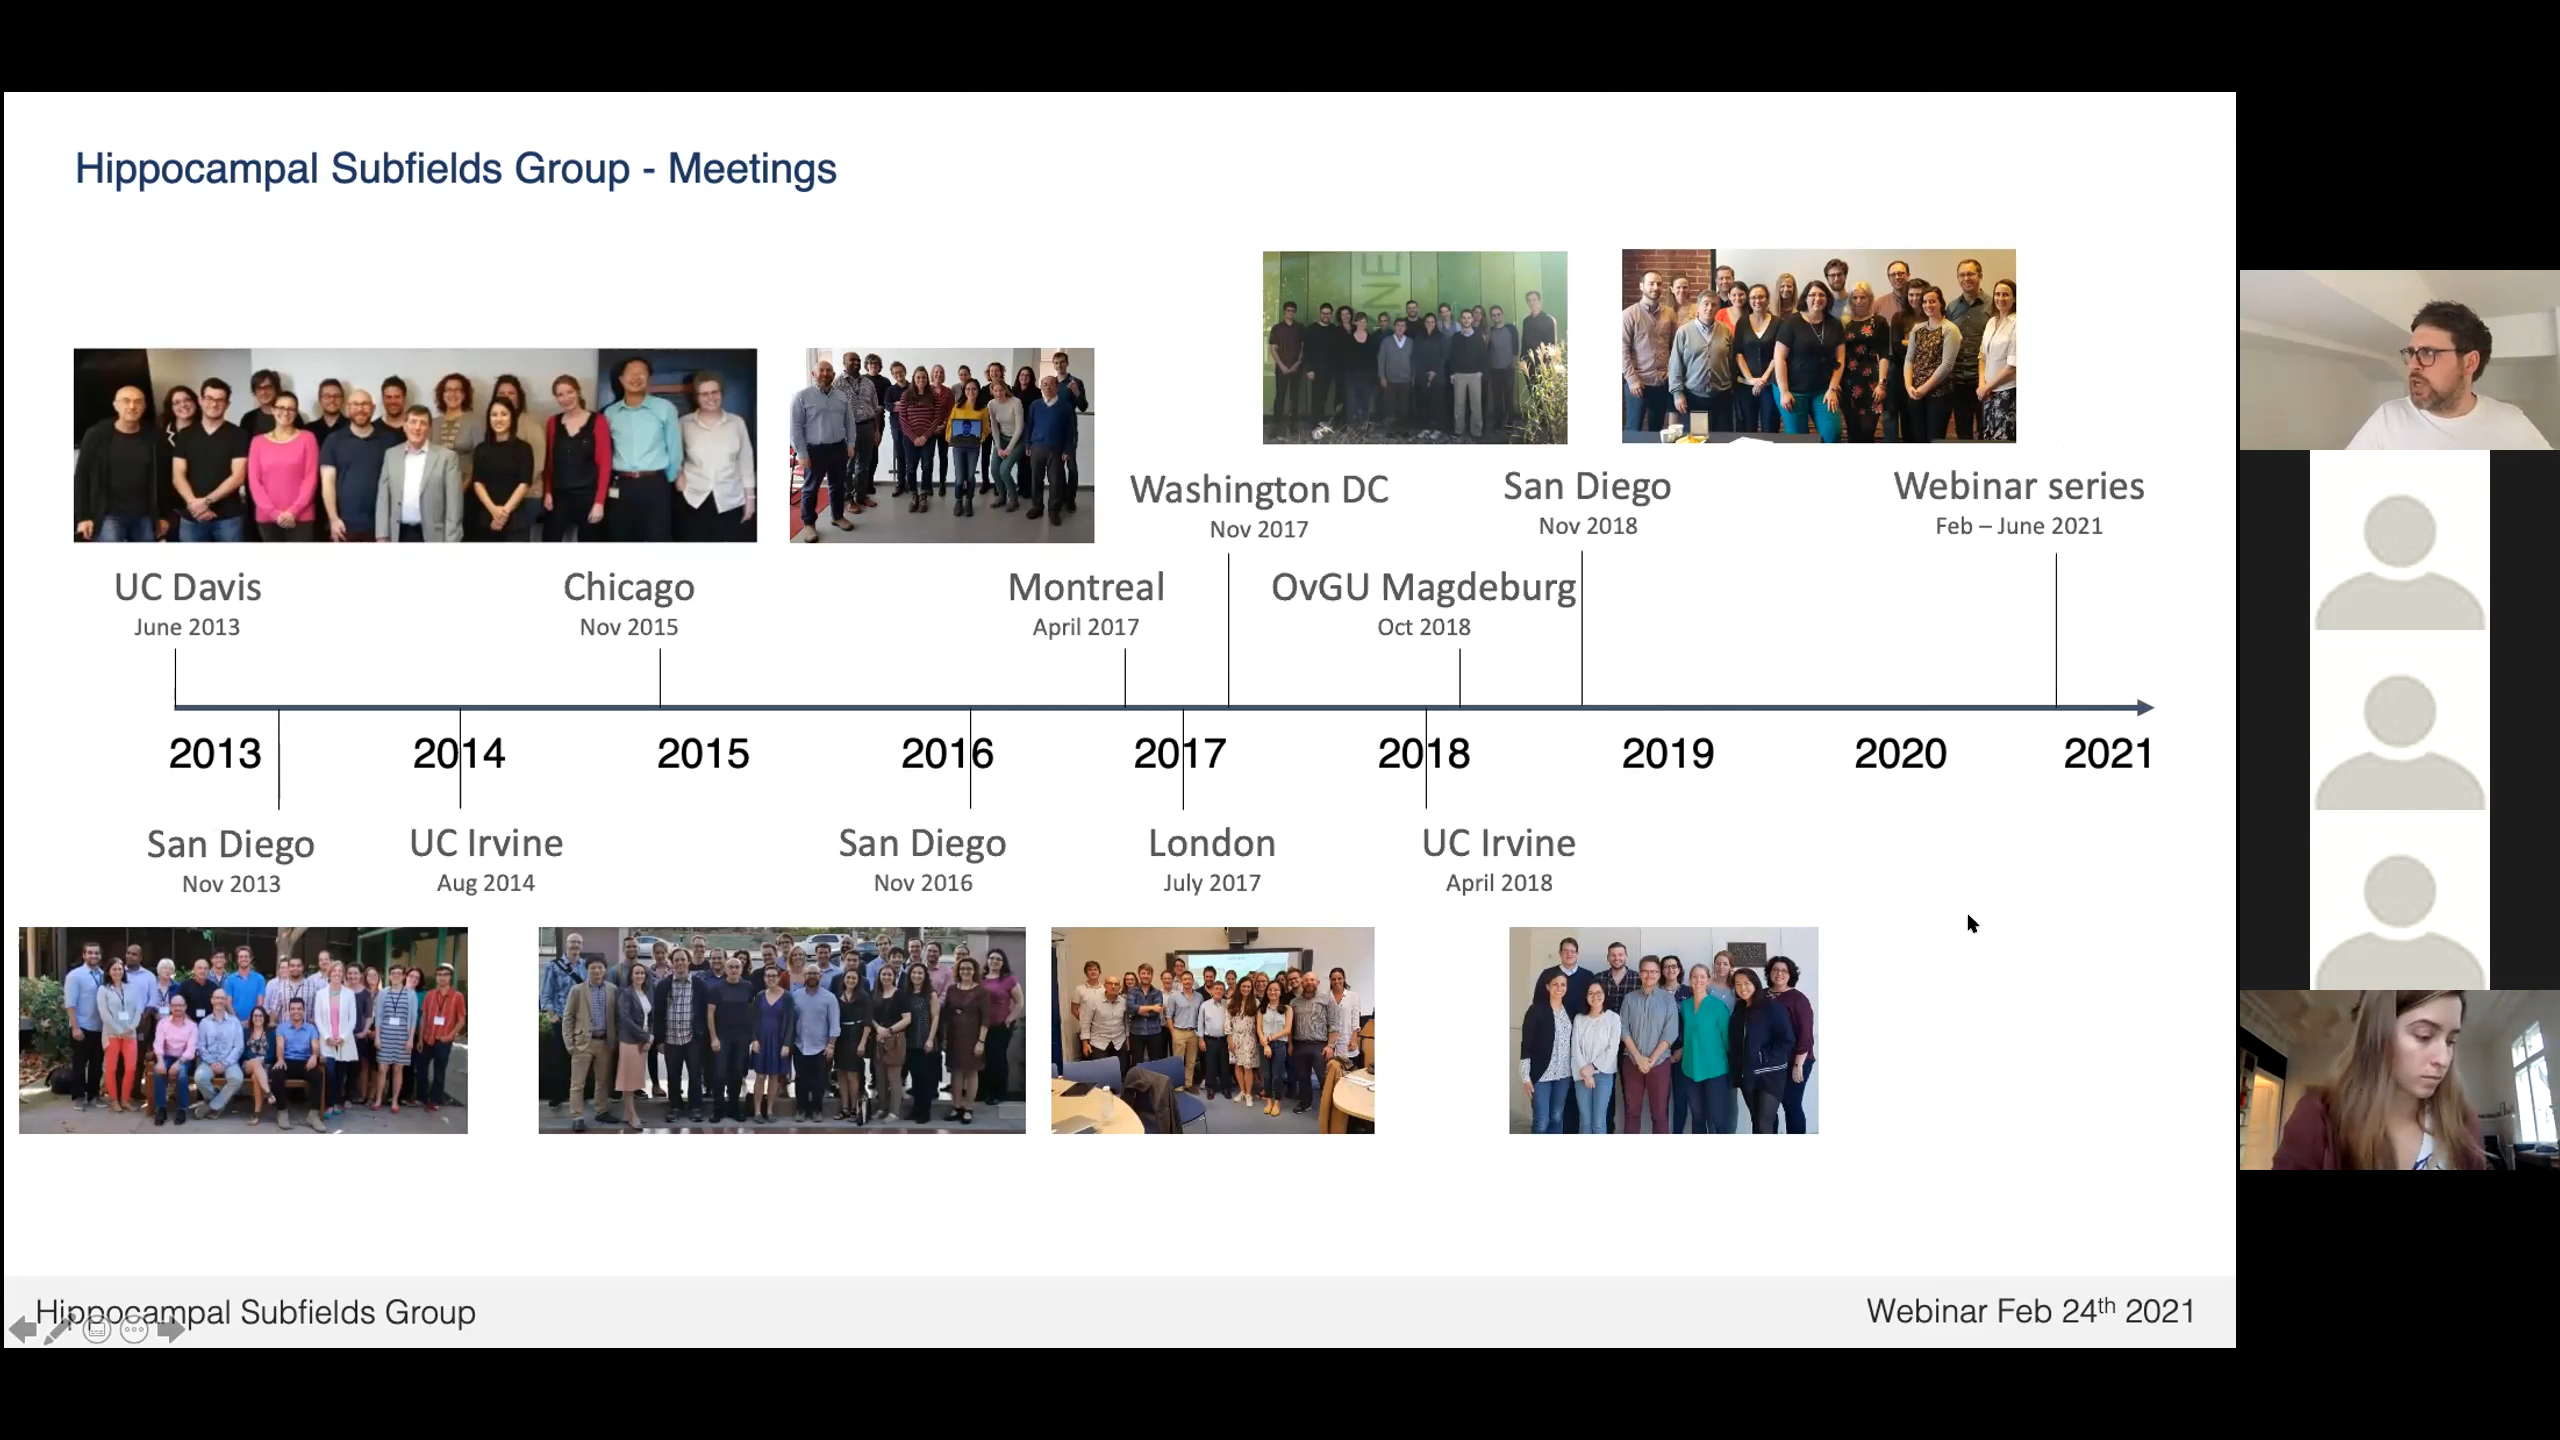 Hippocampal Subfields Group - Meetings
NE
Washington DC
Nov 2017
San Diego
Nov 2018
Webinar series
Feb – June 2021
UC Davis
June 2013
Chicago
Nov 2015
Montreal
April 2017
OvGU Magdeburg
Oct 2018
2013
2014
2015
2016
2017
2018
2019
2020
2021
San Diego
Nov 2013
UC Irvine
Aug 2014
San Diego
Nov 2016
London
July 2017
UC Irvine
April 2018
Hippocampal Subfields Group
Webinar Feb 24th 2021